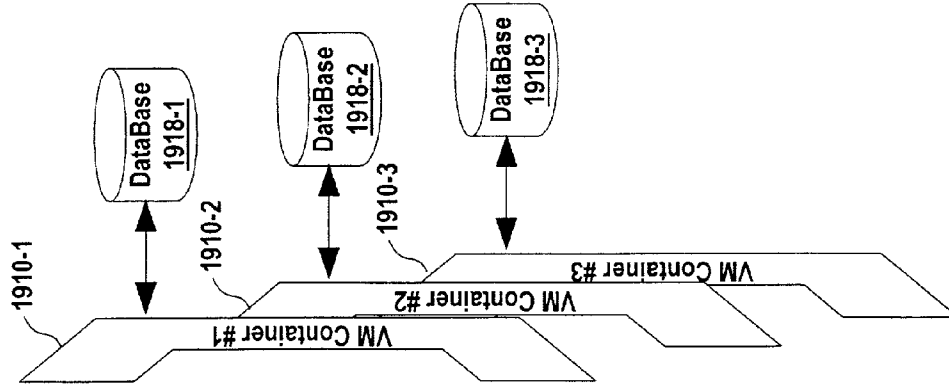 1910-1
VM Container #1
DataBase
1918-1
1910-2
VM Container #2
DataBase
1918-2
1910-3
VM Container #3
DataBase
1918-3